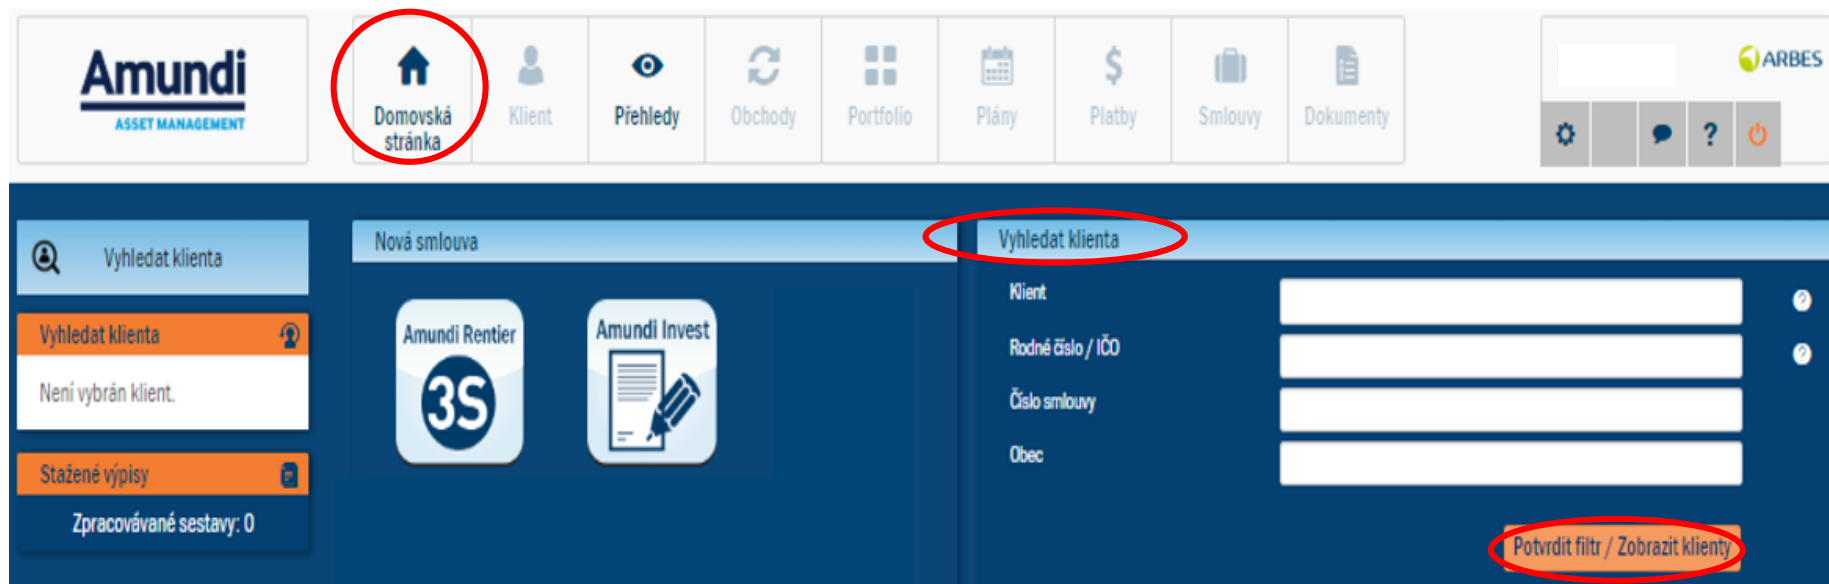 Amundi
ASSET MANAGEMENT
Domovská
stránka
Klient
Přehledy
Obchody
Portfolio
Plány
Platby
Smlouvy
Dokumenty
ARBES
?
Vyhledat klienta
Vyhledat klienta
Není vybrán klient.
Stažené výpisy
Zpracovávané sestavy: 0
Nová smlouva
Amundi Rentier
3S
Amundi Invest
Vyhledat klienta
Klient
?
Rodné číslo / IČO
?
Číslo smlouvy
Obec
Potvrdit filtr / Zobrazit klienty